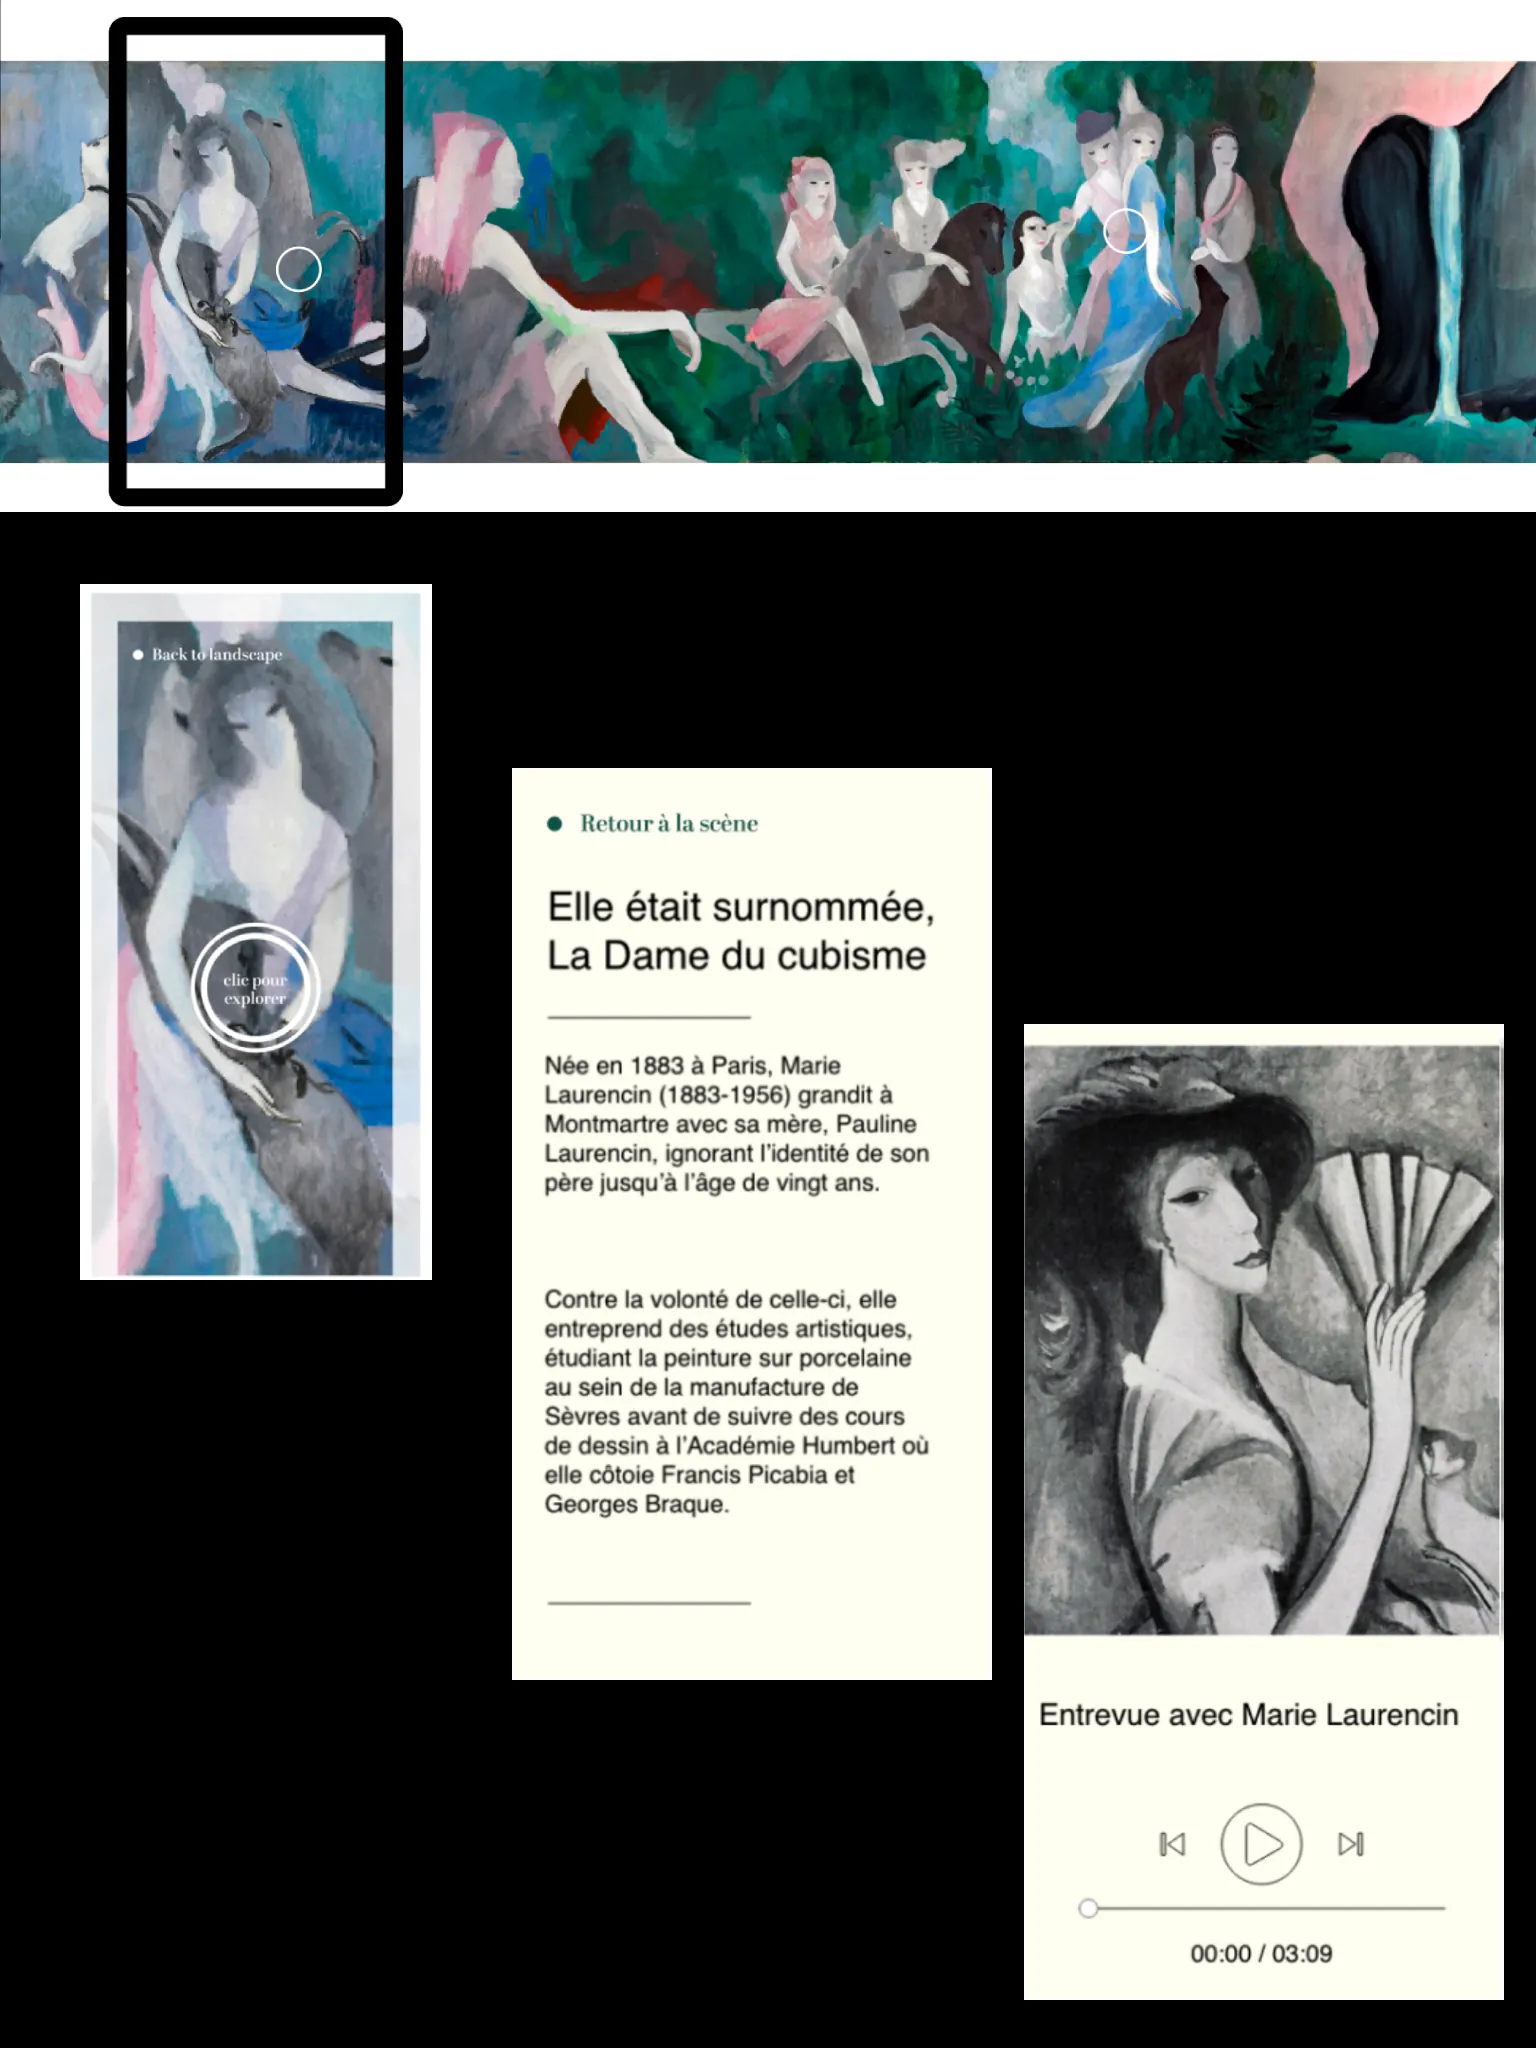 Back to landscape
clic pour
explorer
Retour à la scène
Elle était surnommée,
La Dame du cubisme
Née en 1883 à Paris, Marie
Laurencin (1883-1956) grandit à
Montmartre avec sa mère, Pauline
Laurencin, ignorant l’identité de son
père jusqu’à l’âge de vingt ans.
Contre la volonté de celle-ci, elle
entreprend des études artistiques,
étudiant la peinture sur porcelaine
au sein de la manufacture de
Sèvres avant de suivre des cours
de dessin à l’Académie Humbert où
elle côtoie Francis Picabia et
Georges Braque.
Entrevue avec Marie Laurencin
00:00 / 03:09